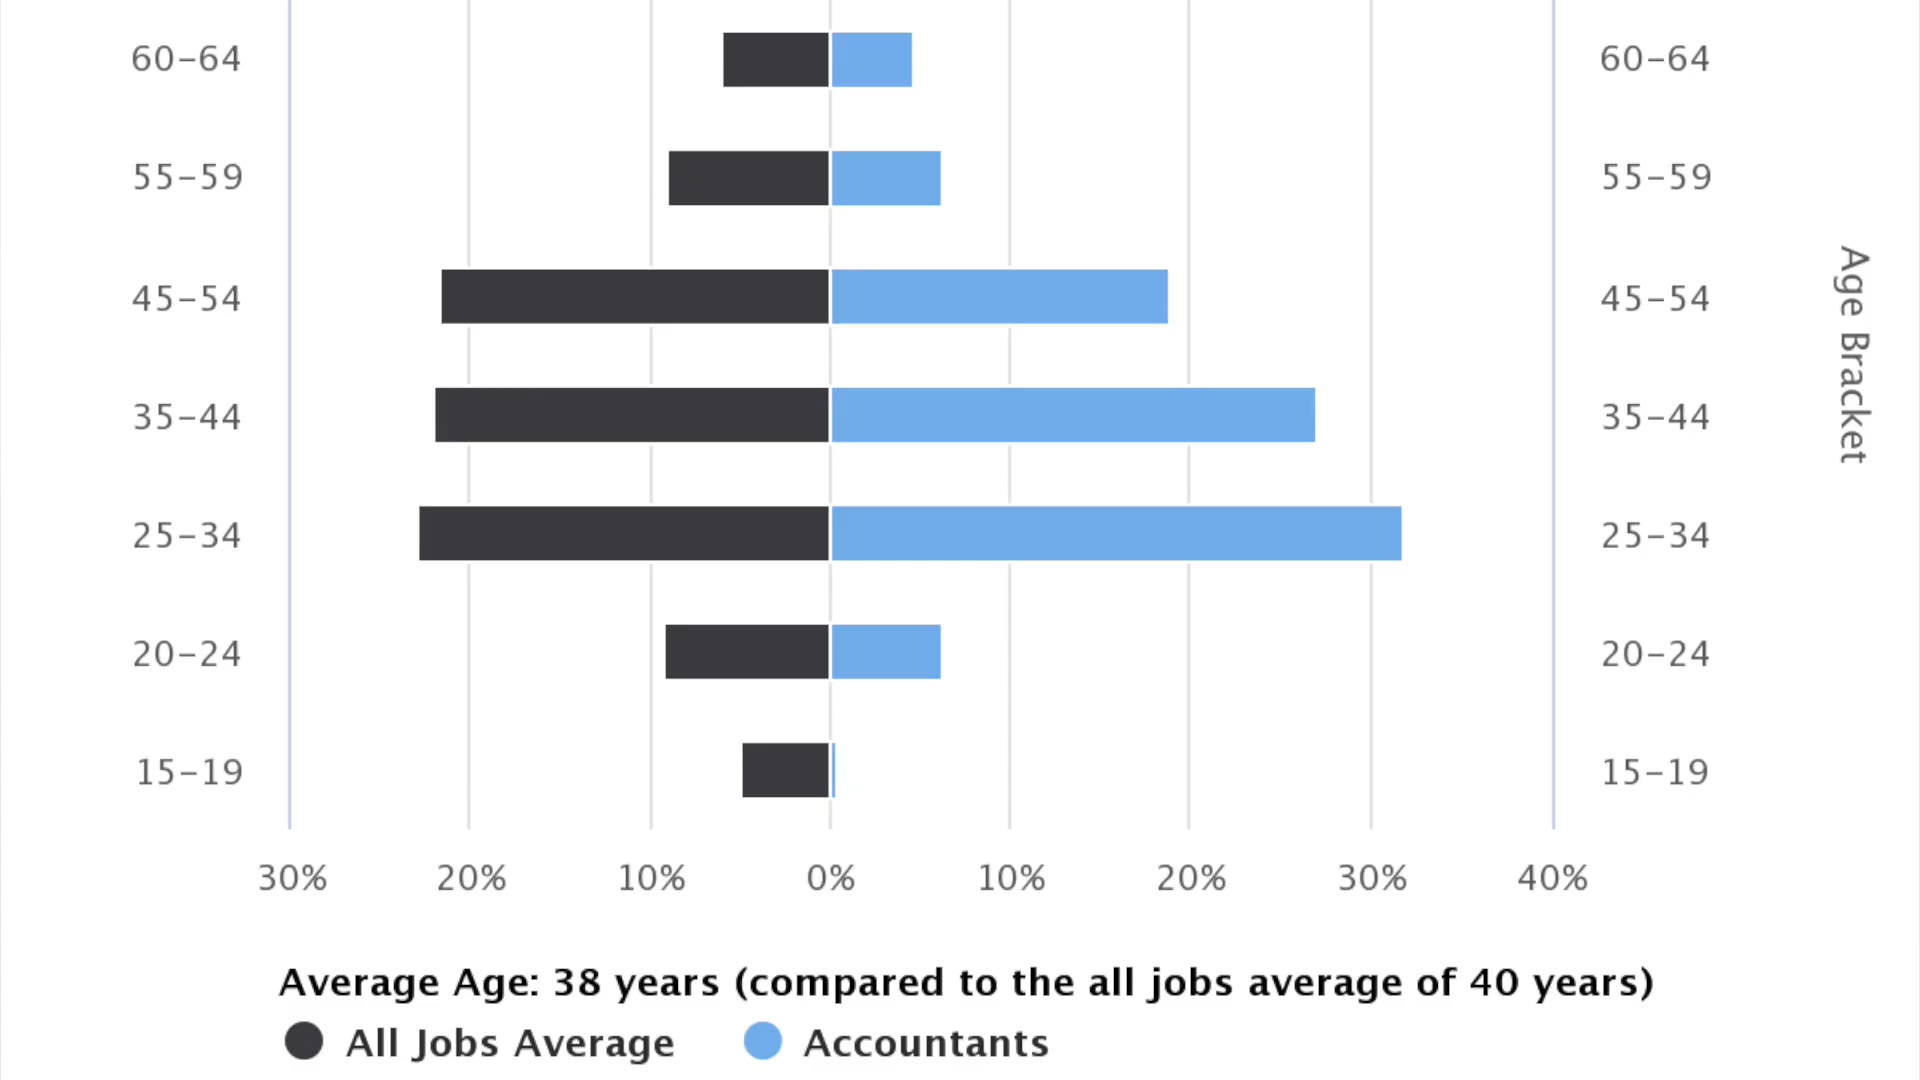 60–64 60–64
55–59 55–59
45–54 45–54
35–44 35–44
25–34 25–34
20–24 20–24
15–19 15–19
Age Bracket
30% 20% 10% 0% 10% 20% 30% 40%
Average Age: 38 years (compared to the all jobs average of 40 years)
All Jobs Average Accountants